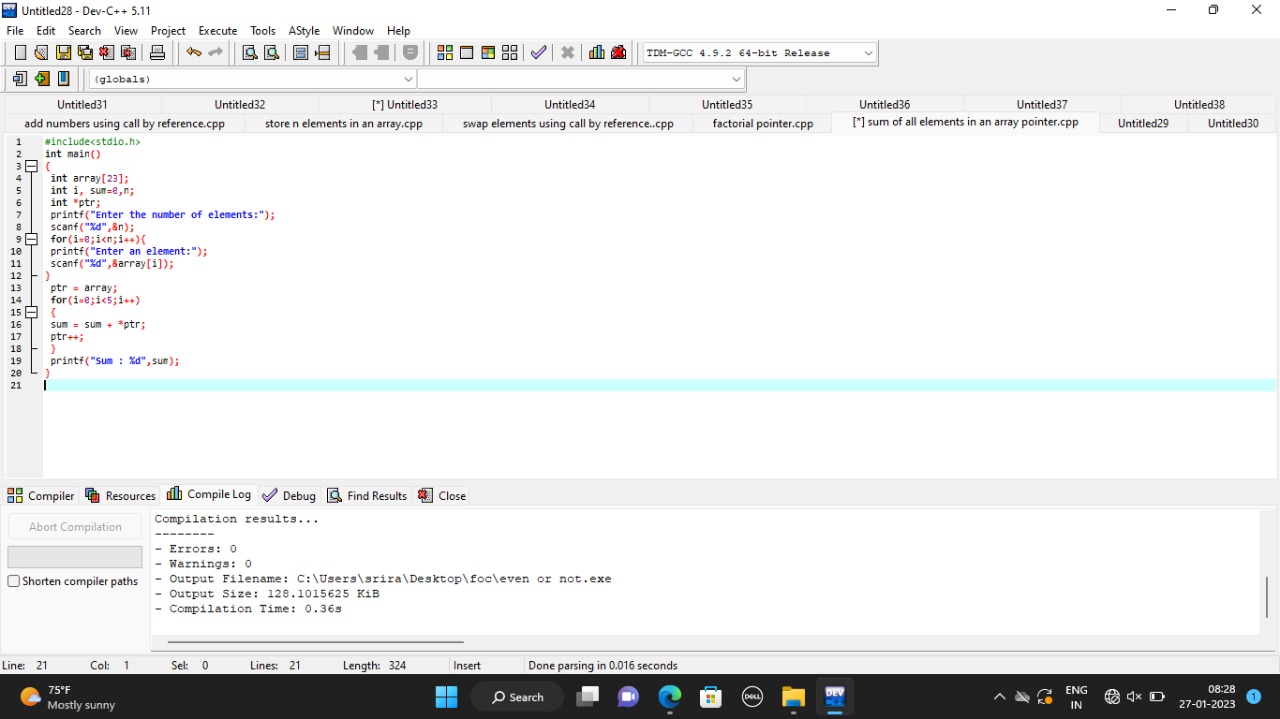 Untitled28 - Dev-C++ 5.11
File Edit Search View Project Execute Tools AStyle Window Help
TDM-GCC 4.9.2 64-bit Release
(globals)
Untitled31 Untitled32 [*] Untitled33 Untitled34 Untitled35 Untitled36 Untitled37 Untitled38
add numbers using call by reference.cpp store n elements in an array.cpp swap elements using call by reference..cpp factorial pointer.cpp [*] sum of all elements in an array pointer.cpp Untitled29 Untitled30
1 #include<stdio.h>
2 int main()
3 {
4 int array[23];
5 int i, sum=0,n;
6 int *ptr;
7 printf("Enter the number of elements:");
8 scanf("%d",&n);
9 for(i=0;i<n;i++){
10 printf("Enter an element:");
11 scanf("%d",&array[i]);
12 }
13 ptr = array;
14 for(i=0;i<5;i++)
15 {
16 sum = sum + *ptr;
17 ptr++;
18 }
19 printf("Sum : %d",sum);
20 }
21
Compiler Resources Compile Log Debug Find Results Close
Abort Compilation
Shorten compiler paths
Compilation results...
--------
- Errors: 0
- Warnings: 0
- Output Filename: C:\Users\srira\Desktop\foc\even or not.exe
- Output Size: 128.1015625 KiB
- Compilation Time: 0.36s
Line: 21 Col: 1 Sel: 0 Lines: 21 Length: 324 Insert Done parsing in 0.016 seconds
75°F
Mostly sunny
Search
DELL
DEV
ENG
IN
08:28
27-01-2023
1